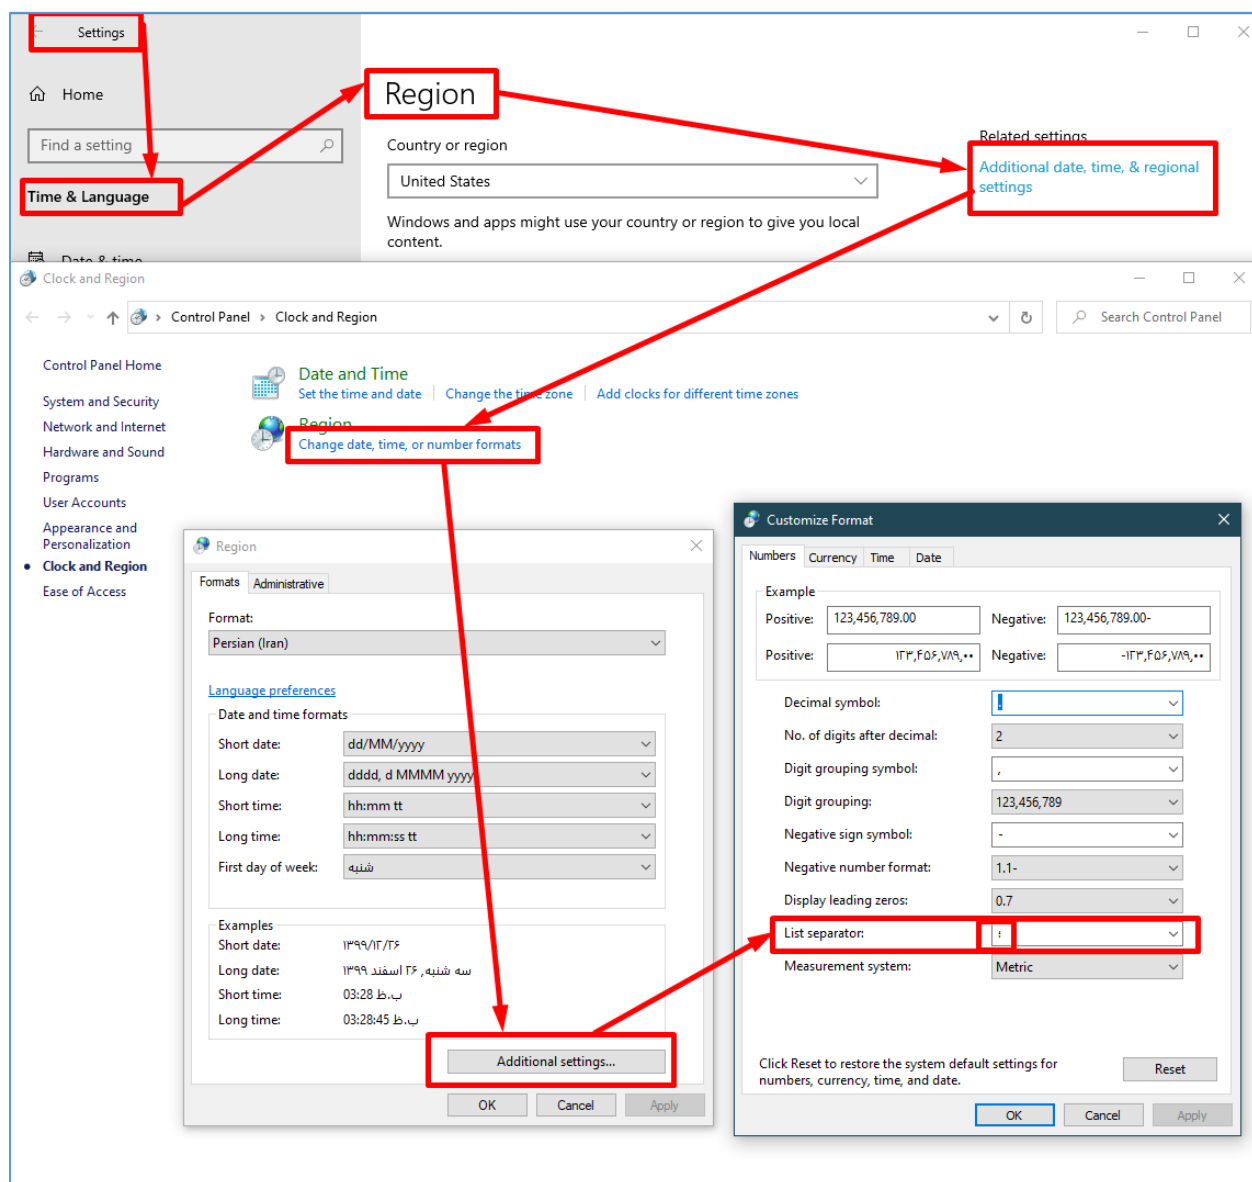 Settings
Home
Find a setting
Time & Language
Date & time
Region
Country or region
United States
Windows and apps might use your country or region to give you local
content.
Related settings
Additional date, time, & regional
settings
Clock and Region
Control Panel > Clock and Region
Search Control Panel
Control Panel Home
System and Security
Network and Internet
Hardware and Sound
Programs
User Accounts
Appearance and
Personalization
Clock and Region
Ease of Access
Date and Time
Set the time and date
Change the time zone
Add clocks for different time zones
Region
Change date, time, or number formats
Region
Formats
Administrative
Format:
Persian (Iran)
Language preferences
Date and time formats
Short date: dd/MM/yyyy
Long date: dddd, d MMMM yyyy
Short time: hh:mm tt
Long time: hh:mm:ss tt
First day of week: شنبه
Examples
Short date: ۱۳۹۹/۱۲/۲۶
Long date: سه شنبه, ۲۶ اسفند ۱۳۹۹
Short time: 03:28 ب.ظ
Long time: 03:28:45 ب.ظ
Additional settings...
OK
Cancel
Apply
Customize Format
Numbers
Currency
Time
Date
Example
Positive: 123,456,789.00 Negative: 123,456,789.00-
Positive: ۱۲۳,۴۵۶,۷۸۹,۰۰ Negative: -۱۲۳,۴۵۶,۷۸۹,۰۰
Decimal symbol: .
No. of digits after decimal: 2
Digit grouping symbol: ,
Digit grouping: 123,456,789
Negative sign symbol: -
Negative number format: 1.1-
Display leading zeros: 0.7
List separator: ؛
Measurement system: Metric
Click Reset to restore the system default settings for
numbers, currency, time, and date.
Reset
OK
Cancel
Apply